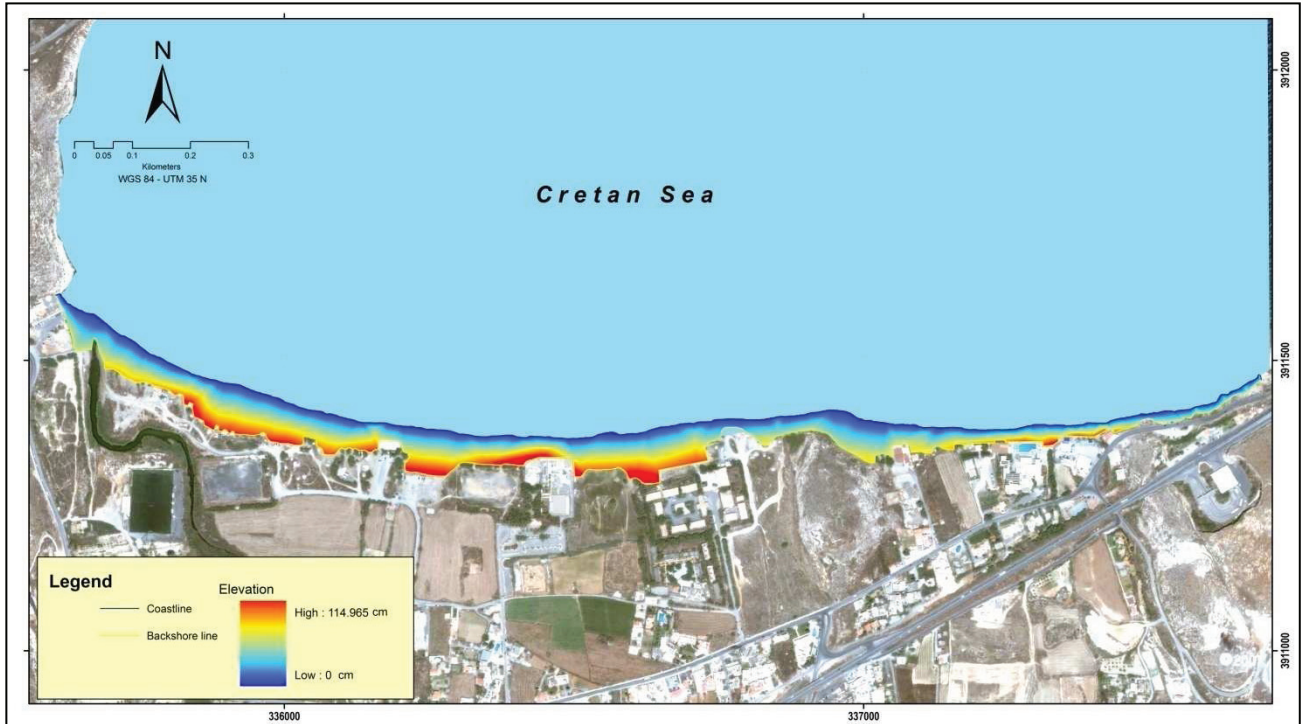 N
0 0.05 0.1 0.2 0.3
Kilometers
WGS 84 - UTM 35 N
Cretan Sea
3912000
3911500
3911000
Legend
Coastline
Backshore line
Elevation
High : 114.965 cm
Low : 0 cm
336000
337000